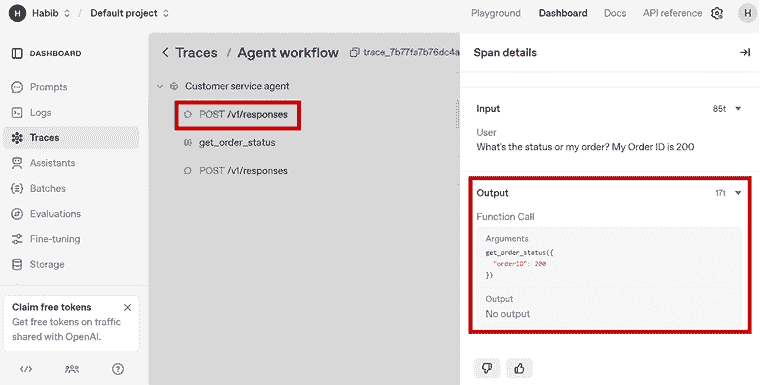 H Habib / Default project
Playground Dashboard Docs API reference H
DASHBOARD
Prompts
Logs
Traces
Assistants
Batches
Evaluations
Fine-tuning
Storage
Claim free tokens
Get free tokens on traffic
shared with OpenAI.
Traces / Agent workflow trace_7b77fa7b76dc4a
Customer service agent
POST /v1/responses
get_order_status
POST /v1/responses
Span details
Input 85t
User
What's the status or my order? My Order ID is 200
Output 17t
Function Call
Arguments
get_order_status({
"orderID": 200
})
Output
No output